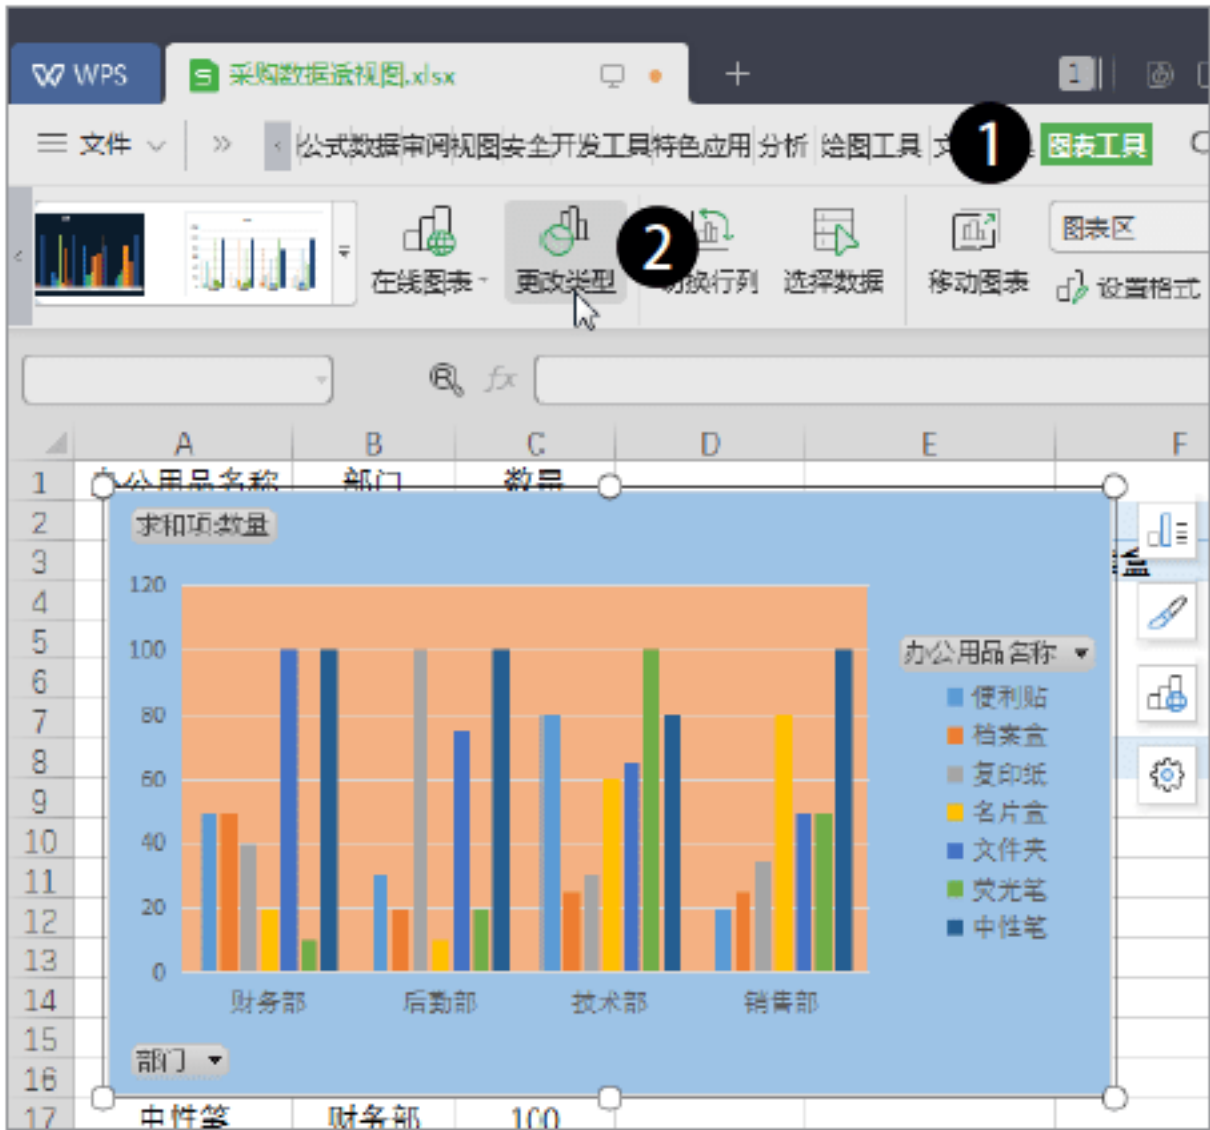 WPS 采购数据透视图.xlsx 1
文件 公式 数据 审阅 视图 安全 开发工具 特色应用 分析 绘图工具 文 1 图表工具
图表区
在线图表 更改类型 2 切换行列 选择数据 移动图表 设置格式
fx
A B C D E F
1 办公用品名称 部门 数量
2 求和项:数量
3 盒
4 120
5 100 办公用品名称
6 便利贴
7 80 档案盒
8 60 复印纸
9 名片盒
10 40 文件夹
11 荧光笔
12 20 中性笔
13 0
14 财务部 后勤部 技术部 销售部
15
16 部门
17 中性笔 财务部 100